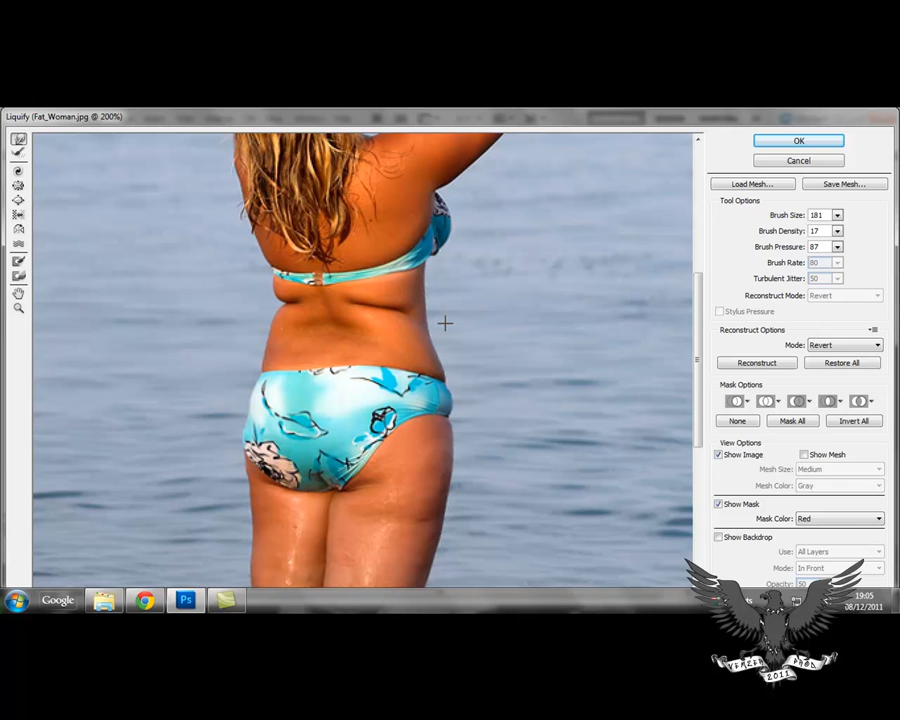 Liquify (Fat_Woman.jpg @ 200%)
OK
Cancel
Load Mesh...
Save Mesh...
Tool Options
Brush Size: 181
Brush Density: 17
Brush Pressure: 87
Brush Rate: 80
Turbulent Jitter: 50
Reconstruct Mode: Revert
Stylus Pressure
Reconstruct Options
Mode: Revert
Reconstruct
Restore All
Mask Options
None
Mask All
Invert All
View Options
Show Image
Show Mesh
Mesh Size: Medium
Mesh Color: Gray
Show Mask
Mask Color: Red
Show Backdrop
Use: All Layers
Mode: In Front
Opacity: 50
Google
Ps
19:05
08/12/2011
PROD
2011